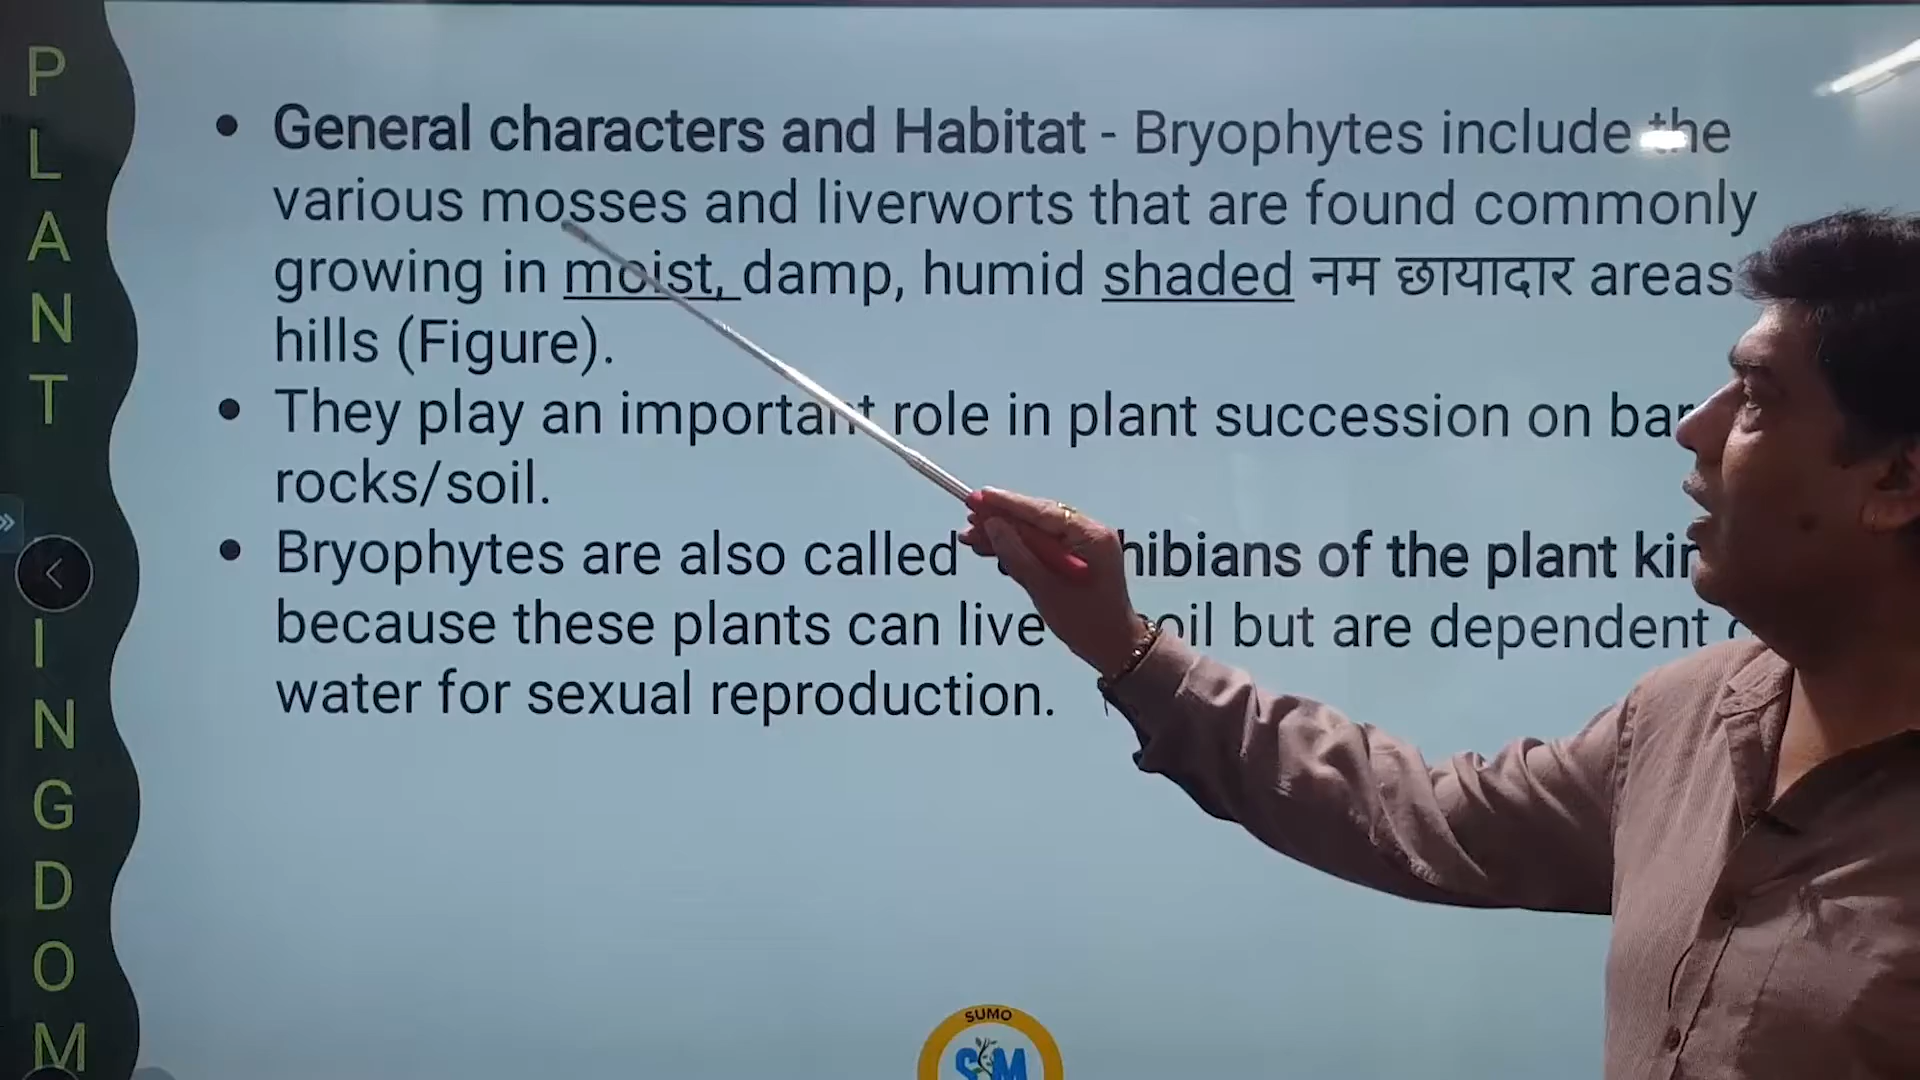 PLANT
INGDOM
• General characters and Habitat - Bryophytes include the
various mosses and liverworts that are found commonly
growing in moist, damp, humid shaded नम छायादार areas
hills (Figure).
• They play an important role in plant succession on
rocks/soil.
• Bryophytes are also called of the plant
because these plants can live but are dependent
water for sexual reproduction.
SUMO